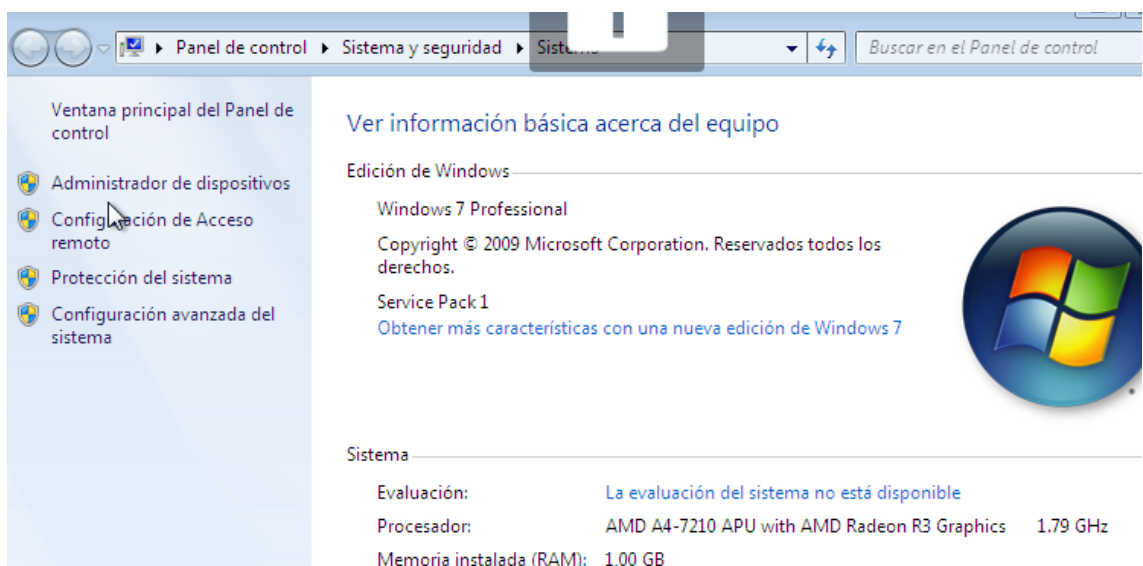 Panel de control ▸ Sistema y seguridad ▸ Sistema
Buscar en el Panel de control
Ventana principal del Panel de
control
Administrador de dispositivos
Configuración de Acceso
remoto
Protección del sistema
Configuración avanzada del
sistema
Ver información básica acerca del equipo
Edición de Windows
Windows 7 Professional
Copyright © 2009 Microsoft Corporation. Reservados todos los
derechos.
Service Pack 1
Obtener más características con una nueva edición de Windows 7
Sistema
Evaluación: La evaluación del sistema no está disponible
Procesador: AMD A4-7210 APU with AMD Radeon R3 Graphics 1.79 GHz
Memoria instalada (RAM): 1.00 GB